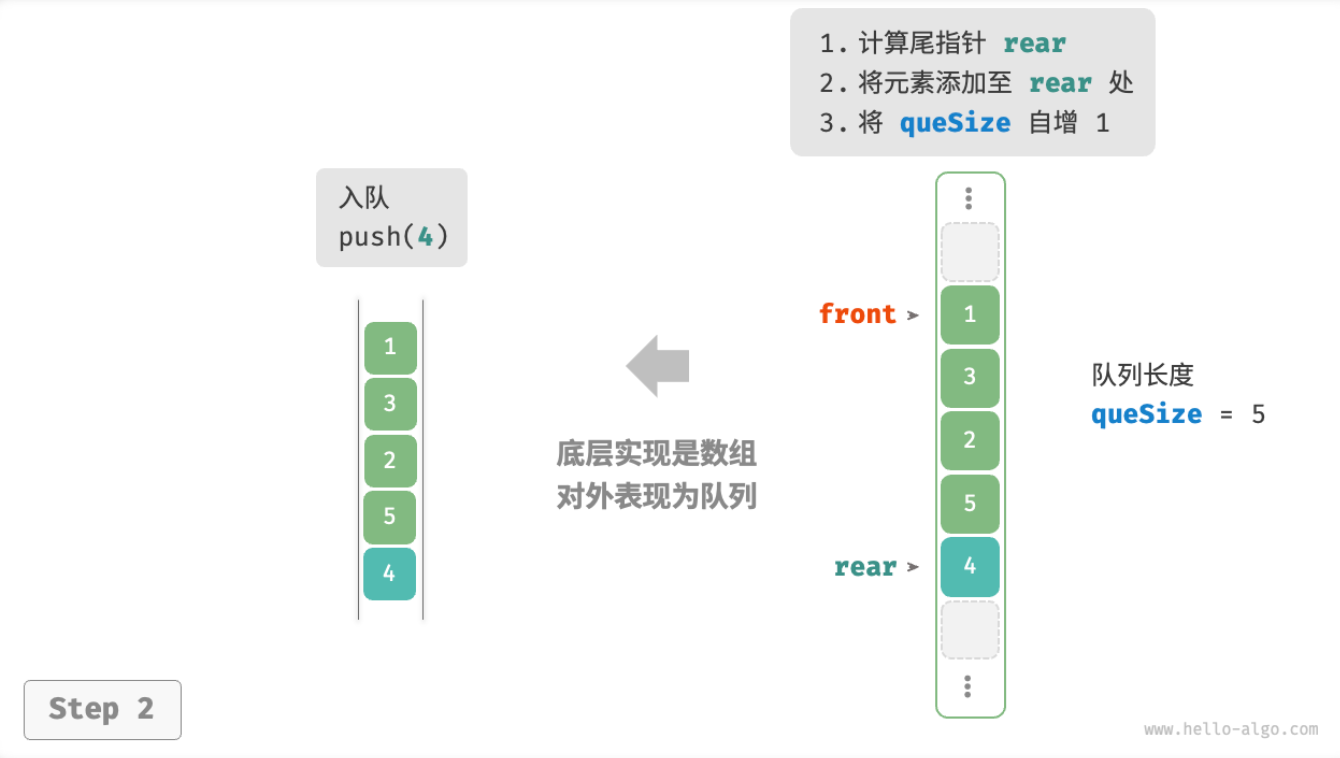 1. 计算尾指针 rear
2. 将元素添加至 rear 处
3. 将 queSize 自增 1
入队
push(4)
1
3
2
5
4
底层实现是数组
对外表现为队列
front
rear
1
3
2
5
4
队列长度
queSize = 5
Step 2
www.hello-algo.com